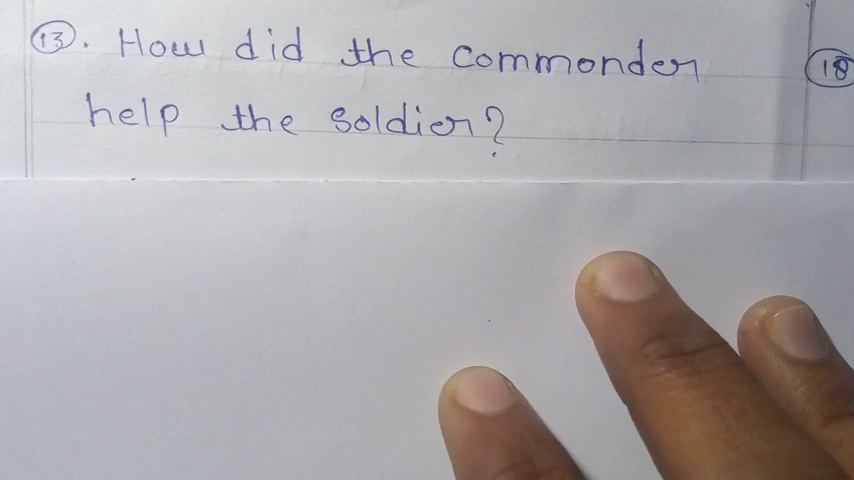 13. How did the commonder
help the soldier?
18